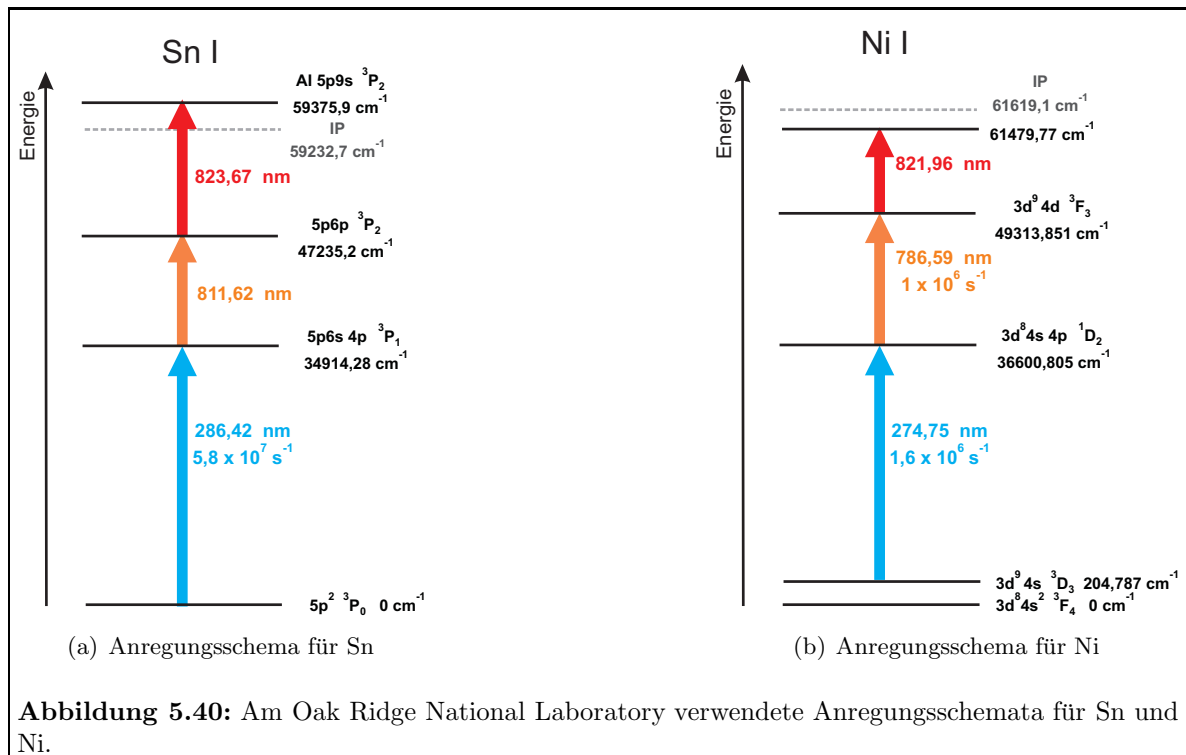 Sn I
Energie
AI 5p9s ³P₂
59375,9 cm⁻¹
IP
59232,7 cm⁻¹
823,67 nm
5p6p ³P₂
47235,2 cm⁻¹
811,62 nm
5p6s 4p ³P₁
34914,28 cm⁻¹
286,42 nm
5,8 x 10⁷ s⁻¹
5p² ³P₀ 0 cm⁻¹
(a) Anregungsschema für Sn
Ni I
Energie
IP
61619,1 cm⁻¹
61479,77 cm⁻¹
821,96 nm
3d⁹ 4d ³F₃
49313,851 cm⁻¹
786,59 nm
1 x 10⁶ s⁻¹
3d⁸ 4s 4p ¹D₂
36600,805 cm⁻¹
274,75 nm
1,6 x 10⁶ s⁻¹
3d⁹ 4s ³D₃ 204,787 cm⁻¹
3d⁸ 4s² ³F₄ 0 cm⁻¹
(b) Anregungsschema für Ni
Abbildung 5.40: Am Oak Ridge National Laboratory verwendete Anregungsschemata für Sn und
Ni.